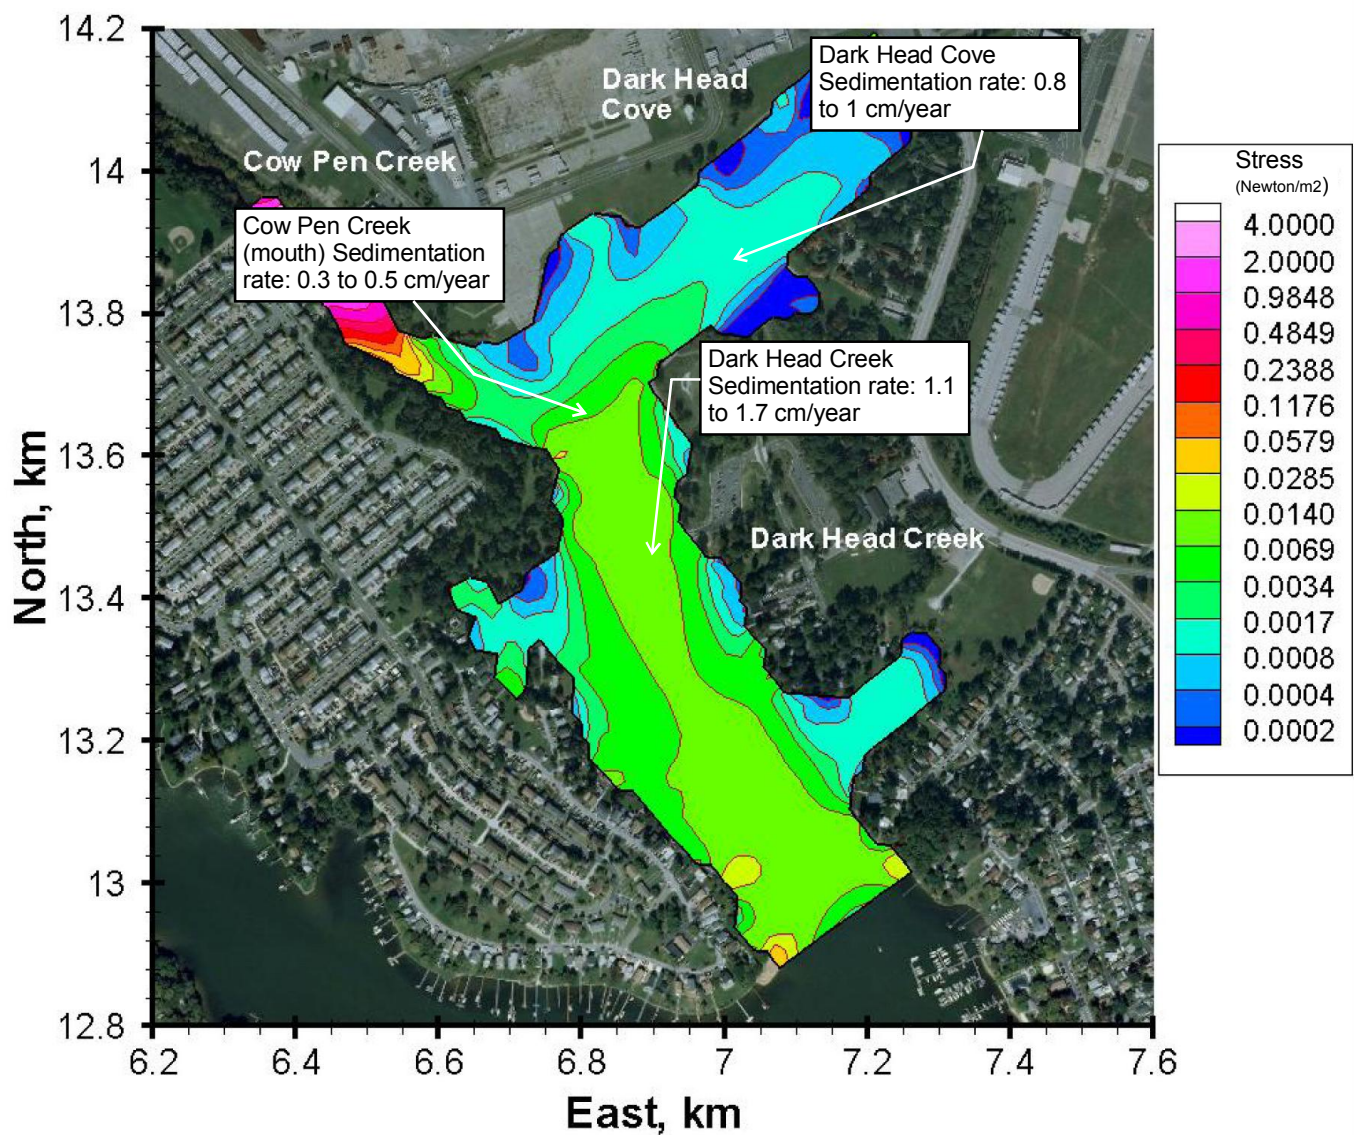 14.2
14
13.8
13.6
13.4
13.2
13
12.8
North, km
6.2
6.4
6.6
6.8
7
7.2
7.4
7.6
East, km
Dark Head
Cove
Cow Pen Creek
Dark Head Creek
Dark Head Cove
Sedimentation rate: 0.8
to 1 cm/year
Cow Pen Creek
(mouth) Sedimentation
rate: 0.3 to 0.5 cm/year
Dark Head Creek
Sedimentation rate: 1.1
to 1.7 cm/year
Stress
(Newton/m2)
4.0000
2.0000
0.9848
0.4849
0.2388
0.1176
0.0579
0.0285
0.0140
0.0069
0.0034
0.0017
0.0008
0.0004
0.0002